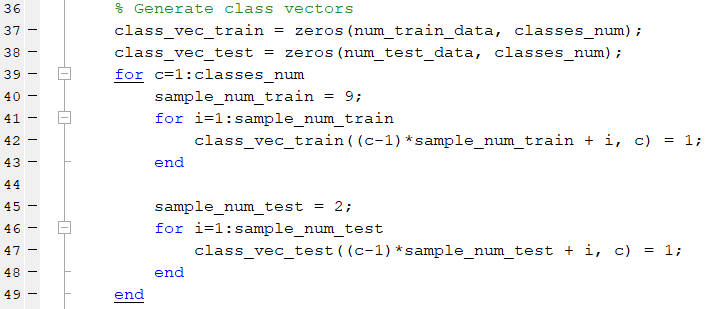 36 % Generate class vectors
37 – class_vec_train = zeros(num_train_data, classes_num);
38 – class_vec_test = zeros(num_test_data, classes_num);
39 – for c=1:classes_num
40 – sample_num_train = 9;
41 – for i=1:sample_num_train
42 – class_vec_train((c-1)*sample_num_train + i, c) = 1;
43 – end
44
45 – sample_num_test = 2;
46 – for i=1:sample_num_test
47 – class_vec_test((c-1)*sample_num_test + i, c) = 1;
48 – end
49 – end